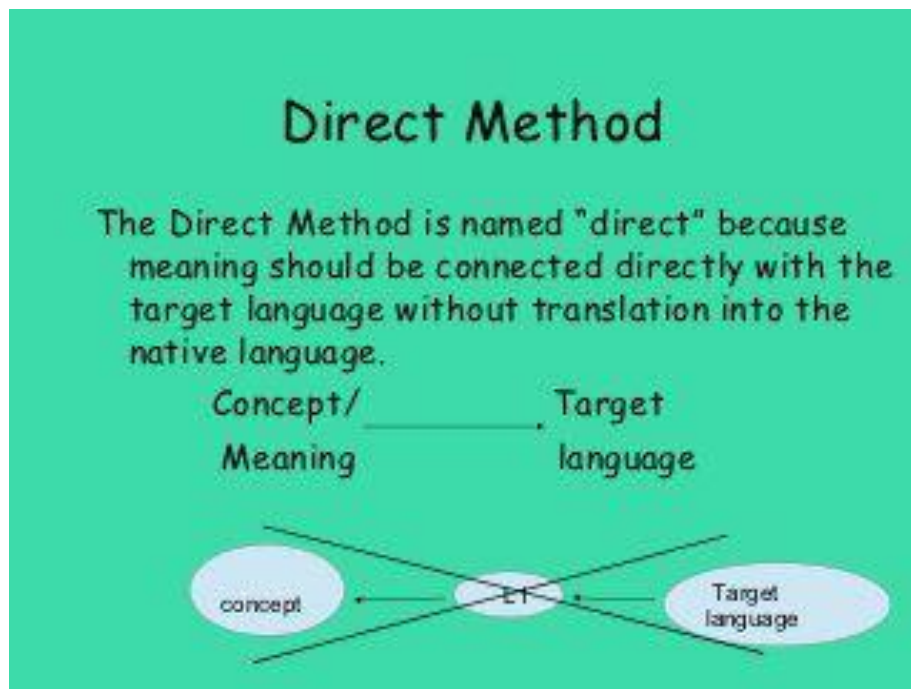 Direct Method
The Direct Method is named “direct” because
meaning should be connected directly with the
target language without translation into the
native language.
Concept/ Target
Meaning language
concept L1 Target
language